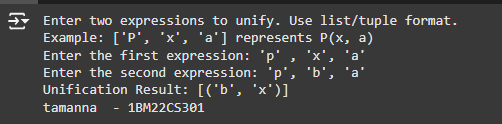 Enter two expressions to unify. Use list/tuple format.
Example: ['P', 'x', 'a'] represents P(x, a)
Enter the first expression: 'p' , 'x', 'a'
Enter the second expression: 'p', 'b', 'a'
Unification Result: [('b', 'x')]
tamanna  - 1BM22CS301